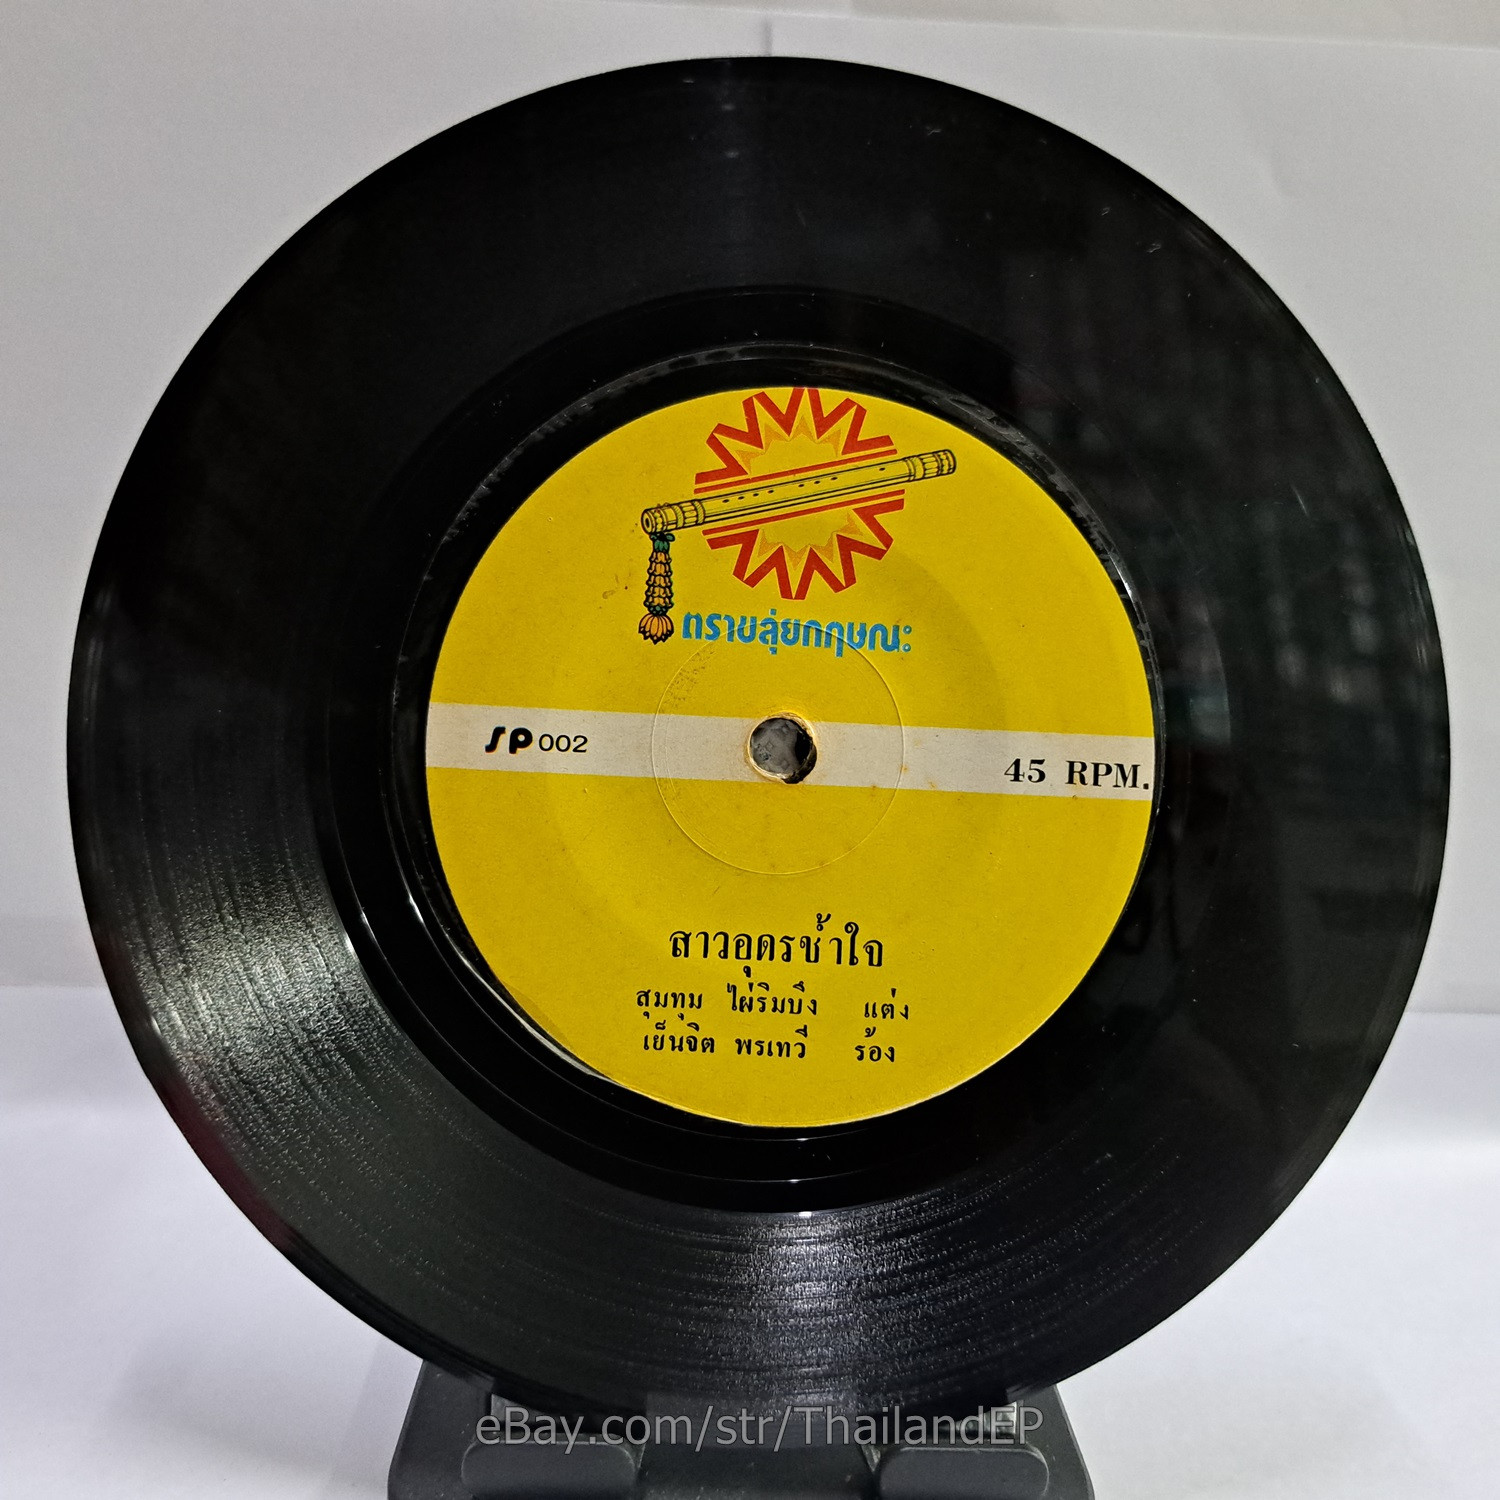 ตราขลุ่ยกฤษณะ
SP 002
45 RPM.
สาวอุดรช้ำใจ
สุมทุม ไผ่ริมบึง แต่ง
เย็นจิต พรเทวี ร้อง
eBay.com/str/ThailandEP